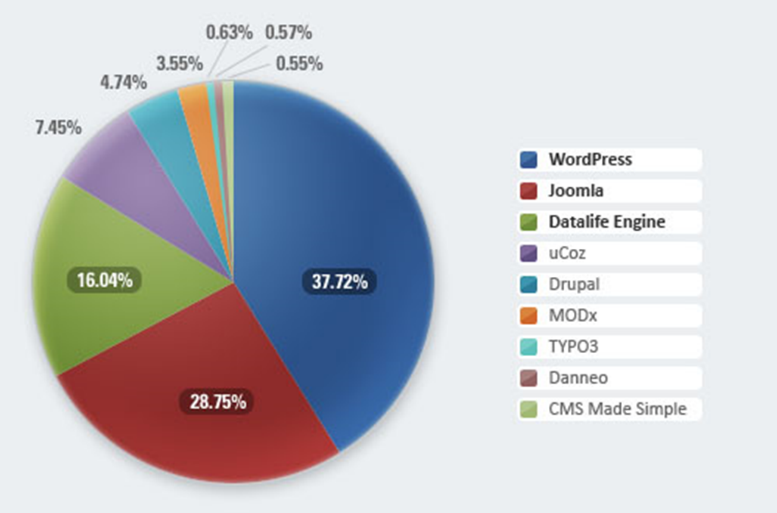 0.63% 0.57%
3.55% 0.55%
4.74%
7.45%
16.04%
37.72%
28.75%
WordPress
Joomla
Datalife Engine
uCoz
Drupal
MODx
TYPO3
Danneo
CMS Made Simple